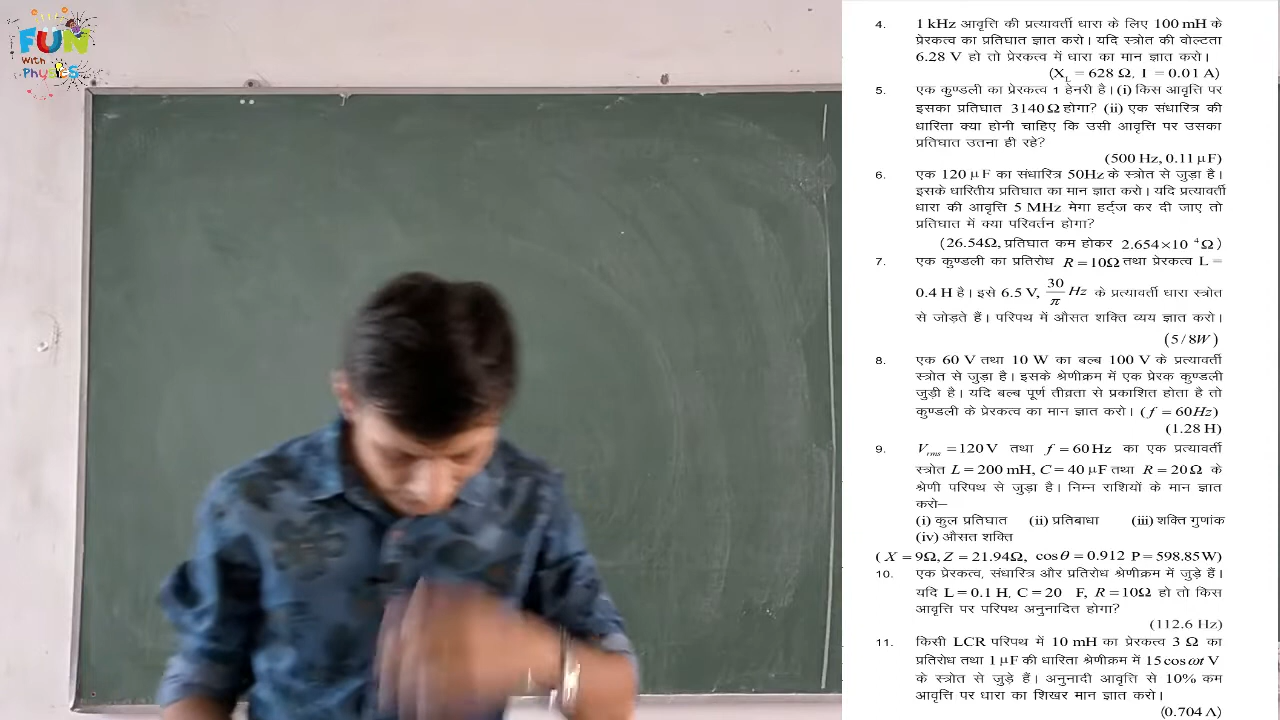 FUN
With
Physics
4. 1 kHz आवृत्ति की प्रत्यावर्ती धारा के लिए 100 mH के
प्रेरकत्व का प्रतिघात ज्ञात करो। यदि स्त्रोत की वोल्टता
6.28 V हो तो प्रेरकत्व में धारा का मान ज्ञात करो।
(X_L = 628 Ω, I = 0.01 A)
5. एक कुण्डली का प्रेरकत्व 1 हेनरी है। (i) किस आवृत्ति पर
इसका प्रतिघात 3140 Ω होगा? (ii) एक संधारित्र की
धारिता क्या होनी चाहिए कि उसी आवृत्ति पर उसका
प्रतिघात उतना ही रहे?
(500 Hz, 0.11 μF)
6. एक 120 μF का संधारित्र 50Hz के स्त्रोत से जुड़ा है।
इसके धारितीय प्रतिघात का मान ज्ञात करो। यदि प्रत्यावर्ती
धारा की आवृत्ति 5 MHz मेगा हर्ट्ज कर दी जाए तो
प्रतिघात में क्या परिवर्तन होगा?
(26.54Ω, प्रतिघात कम होकर 2.654×10 ⁴Ω)
7. एक कुण्डली का प्रतिरोध R = 10Ω तथा प्रेरकत्व L =
0.4 H है। इसे 6.5 V, 30/π Hz के प्रत्यावर्ती धारा स्त्रोत
से जोड़ते हैं। परिपथ में औसत शक्ति व्यय ज्ञात करो।
(5/8W)
8. एक 60 V तथा 10 W का बल्ब 100 V के प्रत्यावर्ती
स्त्रोत से जुड़ा है। इसके श्रेणीक्रम में एक प्रेरक कुण्डली
जुड़ी है। यदि बल्ब पूर्ण तीव्रता से प्रकाशित होता है तो
कुण्डली के प्रेरकत्व का मान ज्ञात करो। (f = 60Hz)
(1.28 H)
9. V_rms = 120 V तथा f = 60 Hz का एक प्रत्यावर्ती
स्त्रोत L = 200 mH, C = 40 μF तथा R = 20 Ω के
श्रेणी परिपथ से जुड़ा है। निम्न राशियों के मान ज्ञात
करो–
(i) कुल प्रतिघात (ii) प्रतिबाधा (iii) शक्ति गुणांक
(iv) औसत शक्ति
(X = 9Ω, Z = 21.94Ω, cos θ = 0.912 P = 598.85W)
10. एक प्रेरकत्व, संधारित्र और प्रतिरोध श्रेणीक्रम में जुड़े हैं।
यदि L = 0.1 H, C = 20 F, R = 10Ω हो तो किस
आवृत्ति पर परिपथ अनुनादित होगा?
(112.6 Hz)
11. किसी LCR परिपथ में 10 mH का प्रेरकत्व 3 Ω का
प्रतिरोध तथा 1 μF की धारिता श्रेणीक्रम में 15 cos ωt V
के स्त्रोत से जुड़े हैं। अनुनादी आवृत्ति से 10% कम
आवृत्ति पर धारा का शिखर मान ज्ञात करो।
(0.704 A)